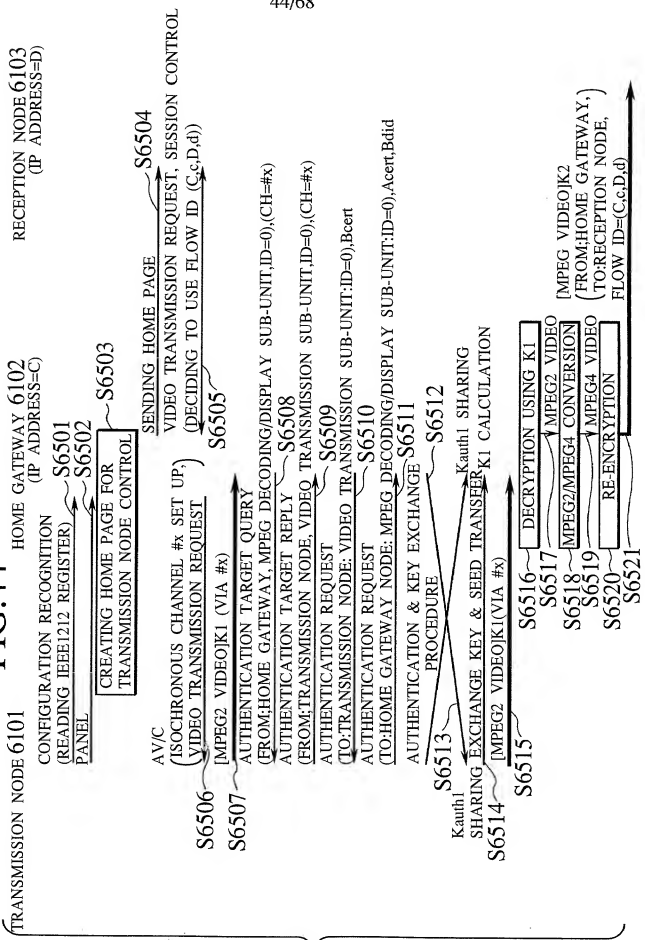 44/68
TRANSMISSION NODE 6101
HOME GATEWAY 6102
(IP ADDRESS=C)
RECEPTION NODE 6103
(IP ADDRESS=D)
CONFIGURATION RECOGNITION
(READING IEEE1212 REGISTER)
S6501
PANEL
S6502
CREATING HOME PAGE FOR
TRANSMISSION NODE CONTROL
S6503
SENDING HOME PAGE
S6504
VIDEO TRANSMISSION REQUEST, SESSION CONTROL
(DECIDING TO USE FLOW ID (C,c,D,d))
S6505
AV/C
(ISOCHRONOUS CHANNEL #x SET UP,
VIDEO TRANSMISSION REQUEST)
S6506
[MPEG2 VIDEO]K1 (VIA #x)
S6507
AUTHENTICATION TARGET QUERY
(FROM;HOME GATEWAY, MPEG DECODING/DISPLAY SUB-UNIT,ID=0),(CH=#x)
S6508
AUTHENTICATION TARGET REPLY
(FROM;TRANSMISSION NODE, VIDEO TRANSMISSION SUB-UNIT,ID=0),(CH=#x)
S6509
AUTHENTICATION REQUEST
(TO:TRANSMISSION NODE: VIDEO TRANSMISSION SUB-UNIT:ID=0),Bcert
S6510
AUTHENTICATION REQUEST
(TO:HOME GATEWAY NODE: MPEG DECODING/DISPLAY SUB-UNIT:ID=0),Acert,Bdid
S6511
AUTHENTICATION & KEY EXCHANGE
PROCEDURE
S6512
S6513
Kauth1
SHARING
Kauth1 SHARING
EXCHANGE KEY & SEED TRANSFER
K1 CALCULATION
S6514
[MPEG2 VIDEO]K1(VIA #x)
S6515
S6516
DECRYPTION USING K1
S6517
MPEG2 VIDEO
S6518
MPEG2/MPEG4 CONVERSION
S6519
MPEG4 VIDEO
S6520
RE-ENCRYPTION
S6521
[MPEG VIDEO]K2
(FROM;HOME GATEWAY,
TO:RECEPTION NODE,
FLOW ID=(C,c,D,d)